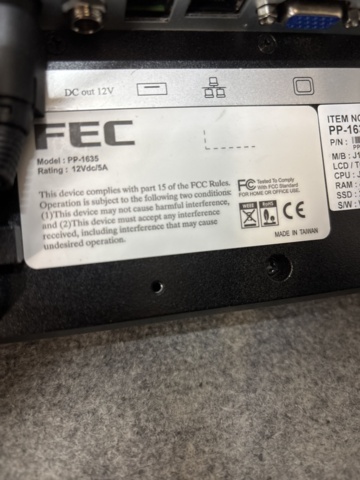 DC out 12V
FEC
Model : PP-1635
Rating : 12Vdc/5A
This device complies with part 15 of the FCC Rules.
Operation is subject to the following two conditions:
(1)This device may not cause harmful interference,
and (2)This device must accept any interference
received, including interference that may cause
undesired operation.
FC Tested To Comply
With FCC Standard
FOR HOME OR OFFICE USE
WEEE RoHS CE
MADE IN TAIWAN
ITEM NO
PP-163
P/N :
M/B : J1
LCD / T
CPU : J
RAM :
SSD :
S/W :